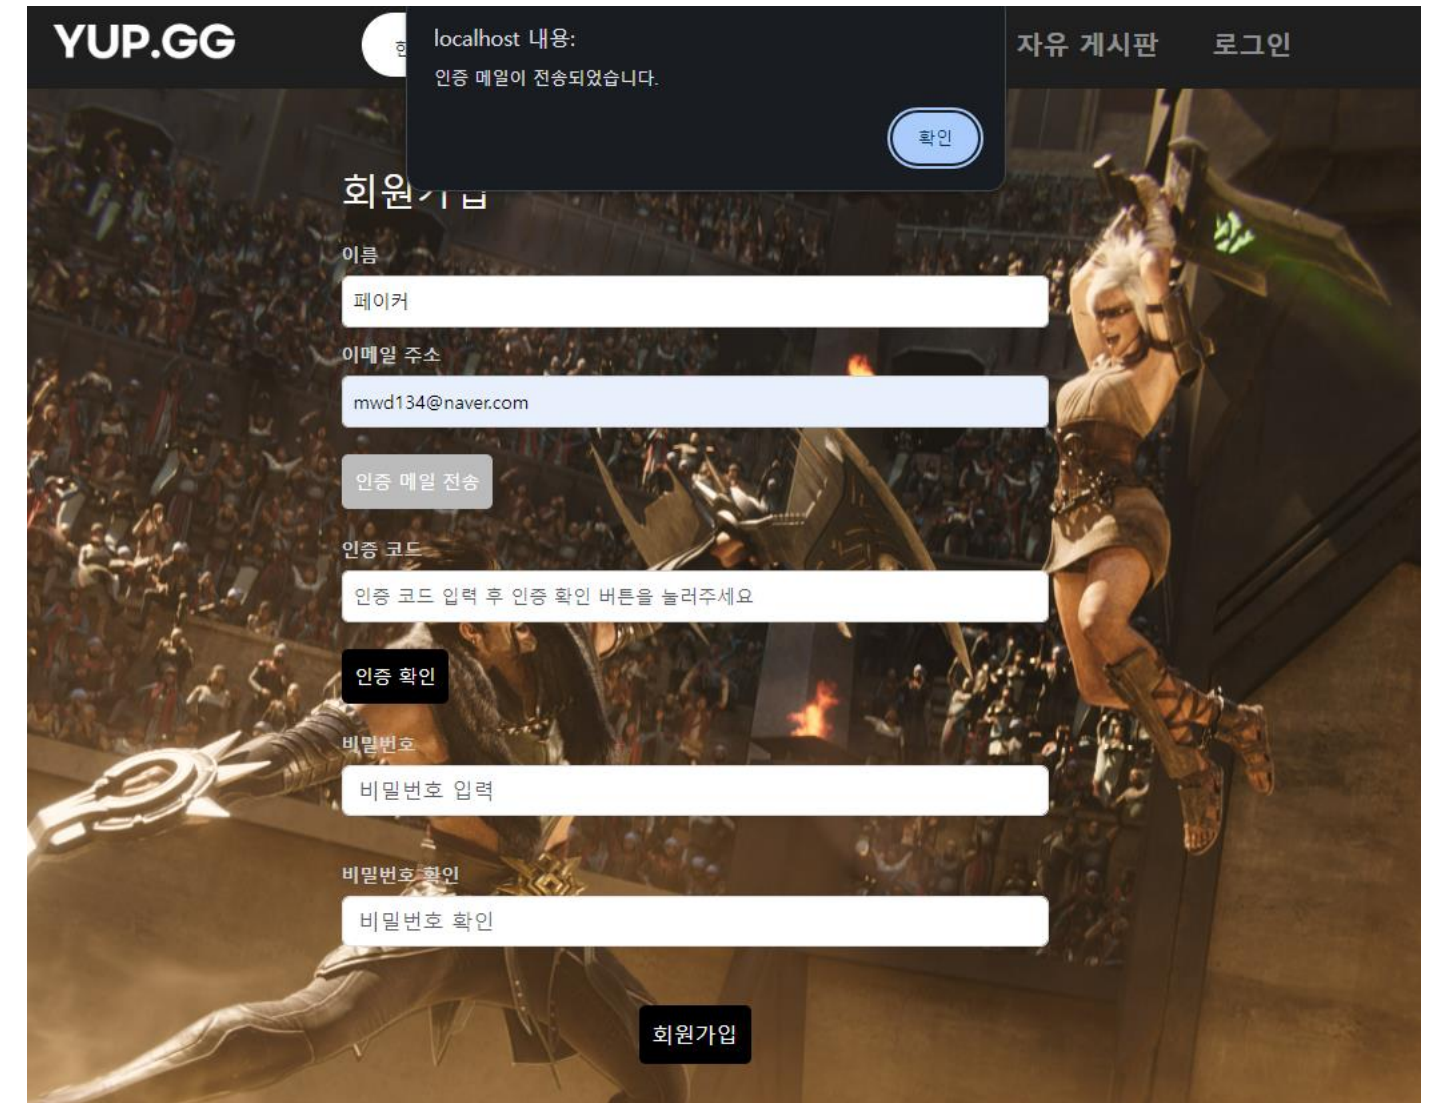 YUP.GG
localhost 내용:
인증 메일이 전송되었습니다.
확인
자유 게시판
로그인
회원가입
이름
페이커
이메일 주소
mwd134@naver.com
인증 메일 전송
인증 코드
인증 코드 입력 후 인증 확인 버튼을 눌러주세요
인증 확인
비밀번호
비밀번호 입력
비밀번호 확인
비밀번호 확인
회원가입